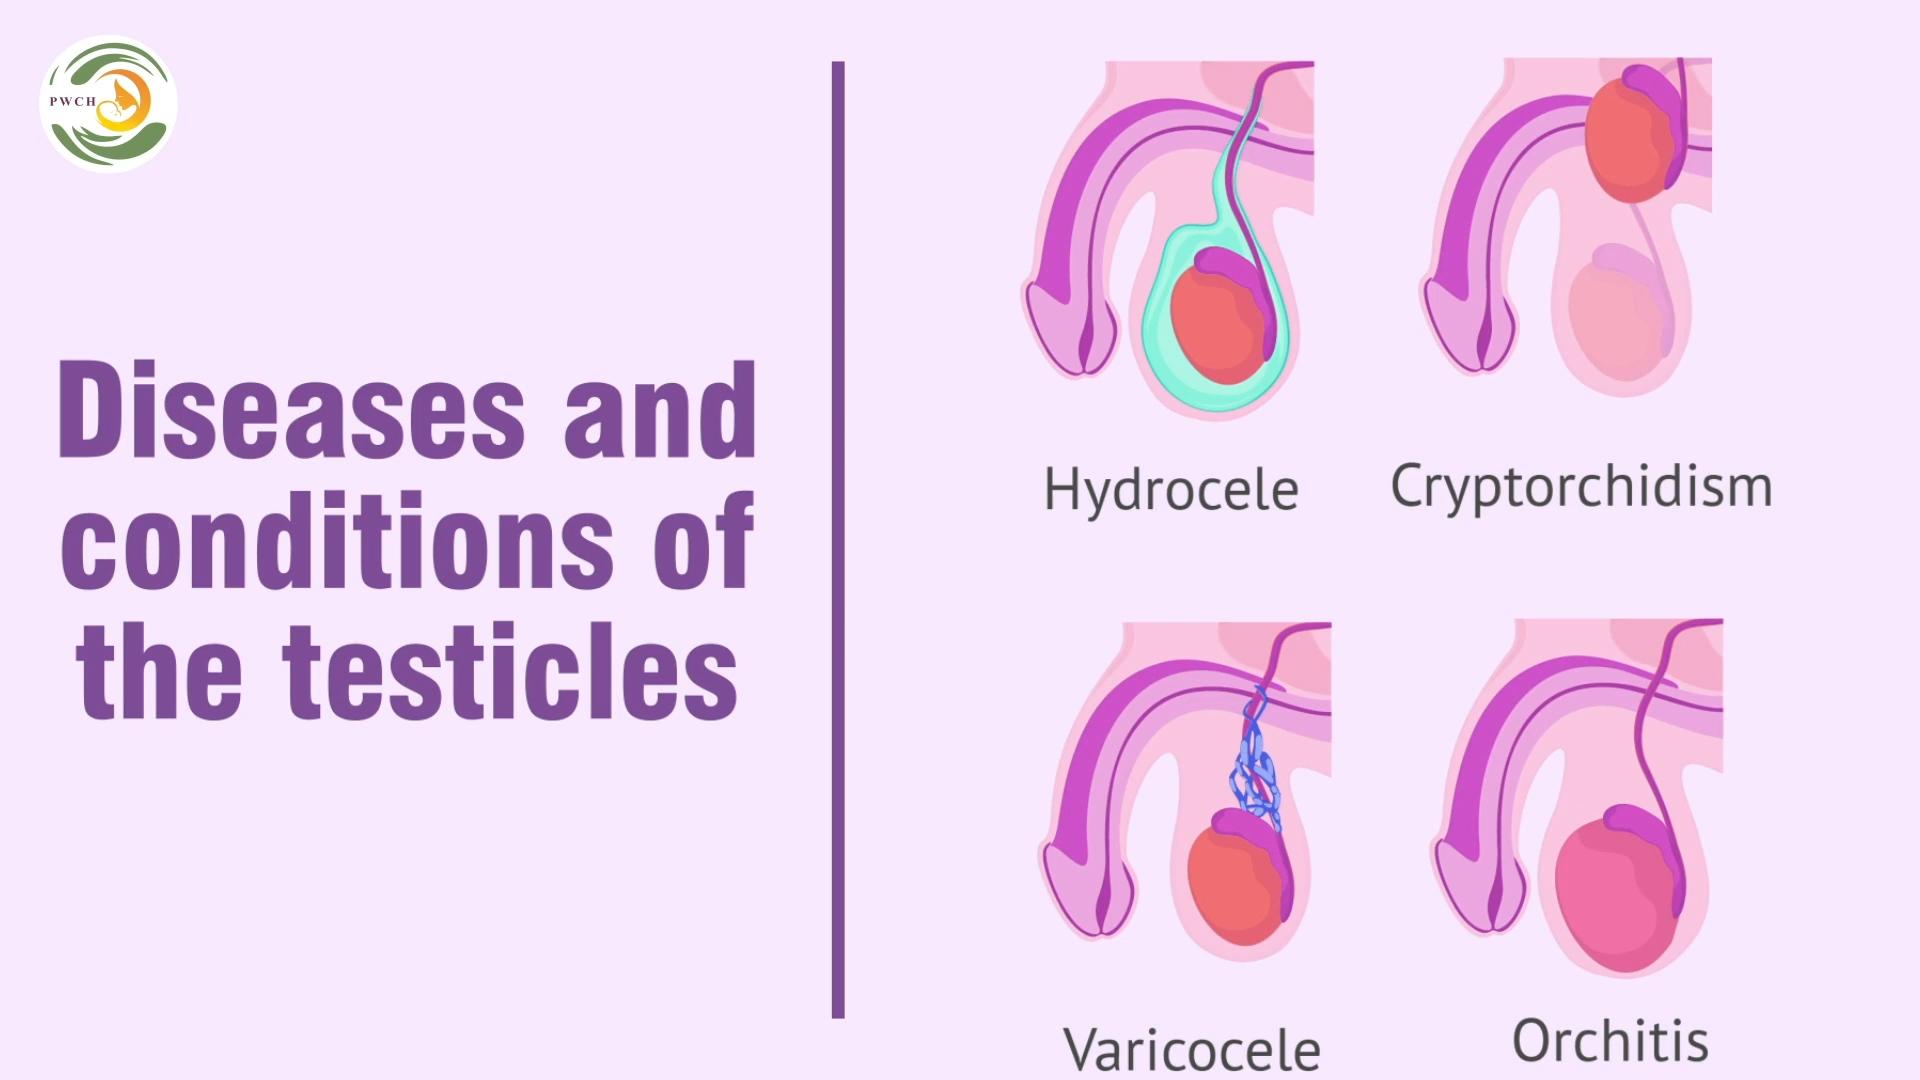 PWCH
Diseases and
conditions of
the testicles
Hydrocele
Cryptorchidism
Varicocele
Orchitis